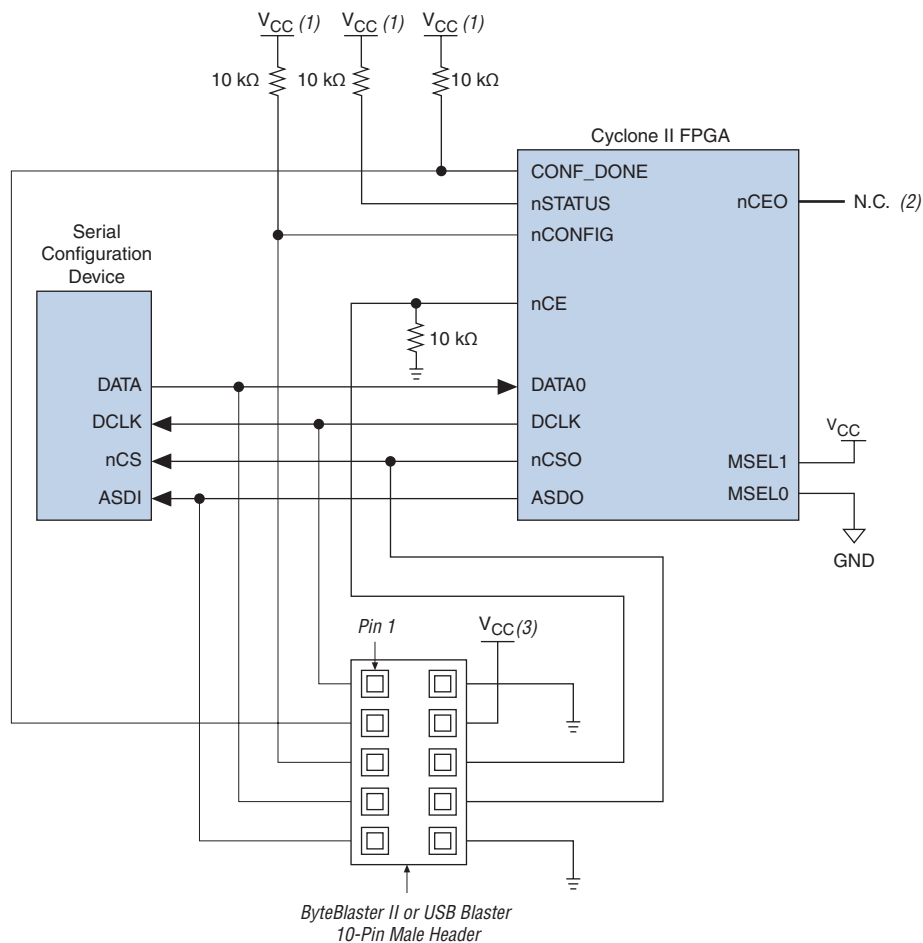 VCC (1) VCC (1) VCC (1)
10 kΩ 10 kΩ 10 kΩ
Cyclone II FPGA
CONF_DONE
nSTATUS
nCEO
N.C. (2)
nCONFIG
Serial
Configuration
Device
nCE
10 kΩ
DATA
DATA0
DCLK
DCLK
nCS
nCSO
ASDI
ASDO
VCC
MSEL1
MSEL0
GND
Pin 1
VCC (3)
ByteBlaster II or USB Blaster
10-Pin Male Header